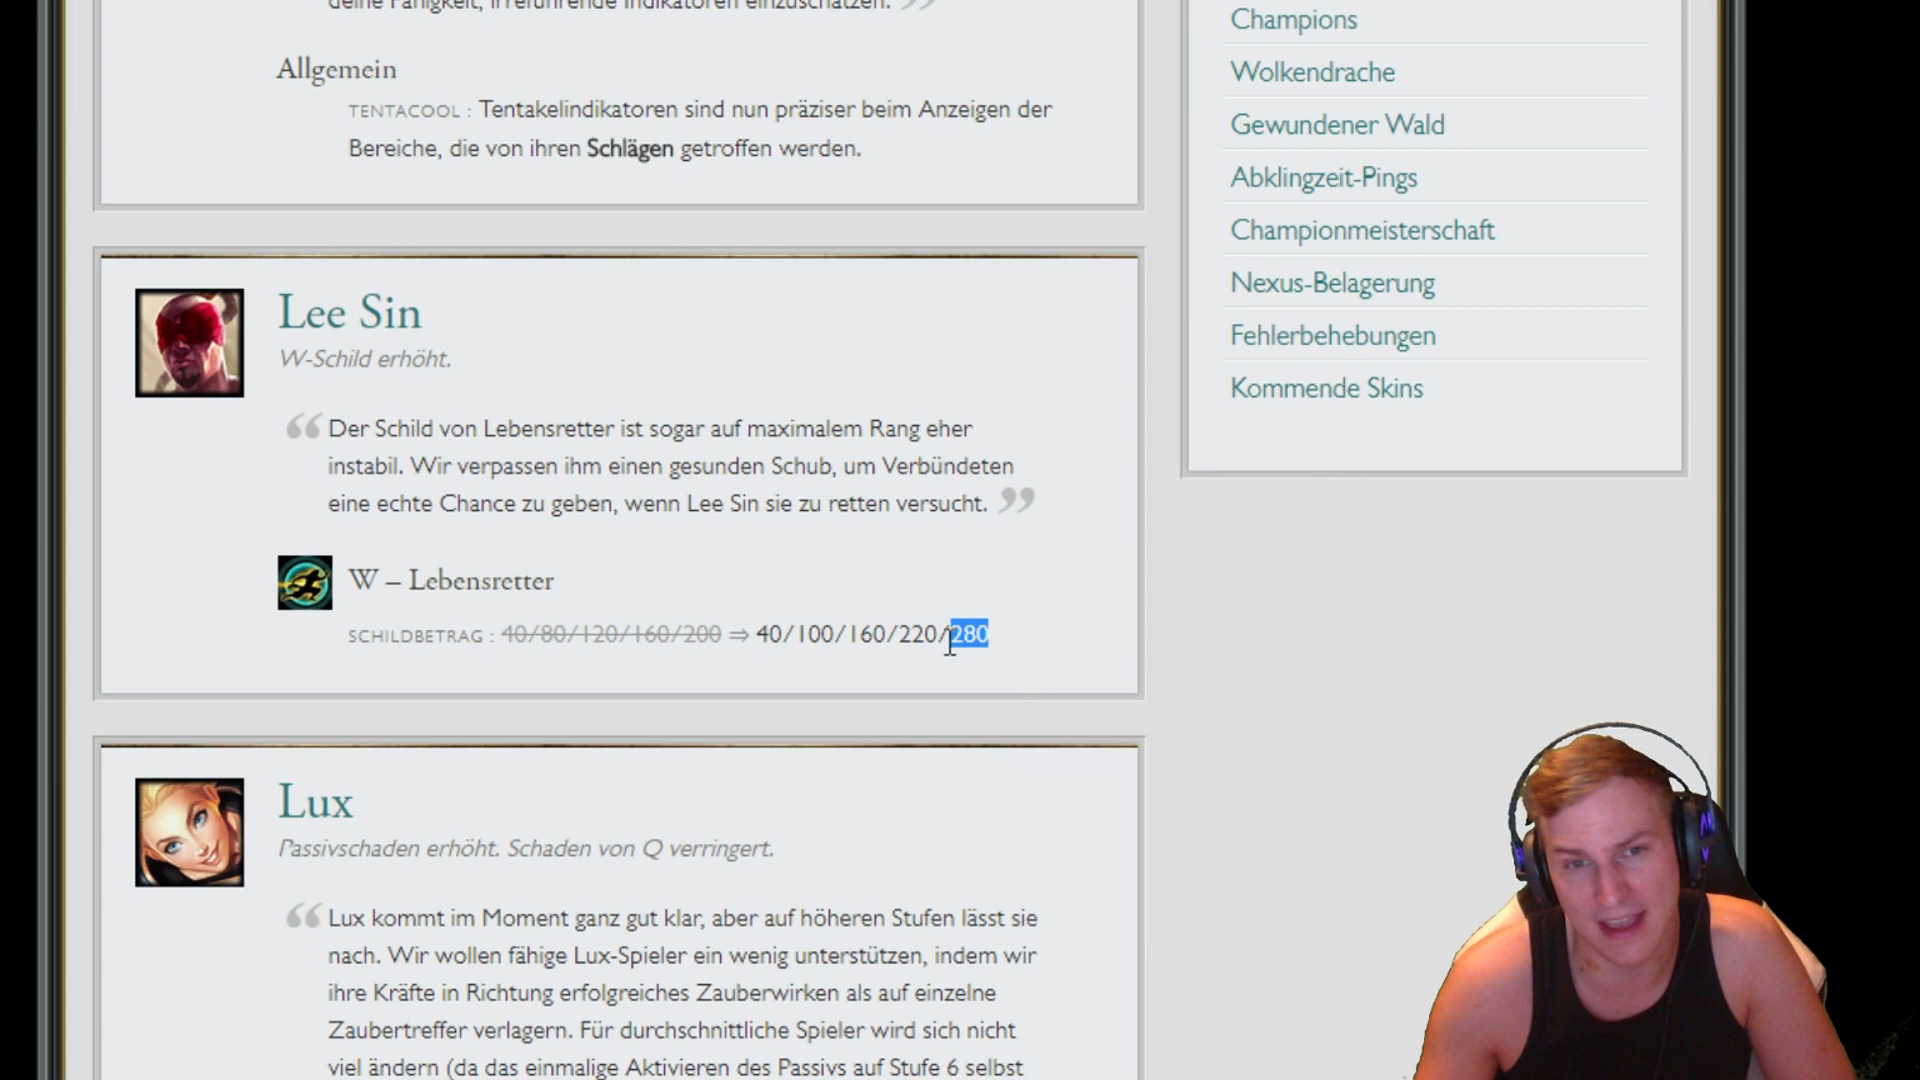 deine Fähigkeit, irreführende Indikatoren einzuschätzen.
Allgemein
TENTACOOL : Tentakelindikatoren sind nun präziser beim Anzeigen der
Bereiche, die von ihren Schlägen getroffen werden.
Lee Sin
W-Schild erhöht.
Der Schild von Lebensretter ist sogar auf maximalem Rang eher
instabil. Wir verpassen ihm einen gesunden Schub, um Verbündeten
eine echte Chance zu geben, wenn Lee Sin sie zu retten versucht.
W – Lebensretter
SCHILDBETRAG : 40/80/120/160/200 ⇒ 40/100/160/220/280
Lux
Passivschaden erhöht. Schaden von Q verringert.
Lux kommt im Moment ganz gut klar, aber auf höheren Stufen lässt sie
nach. Wir wollen fähige Lux-Spieler ein wenig unterstützen, indem wir
ihre Kräfte in Richtung erfolgreiches Zauberwirken als auf einzelne
Zaubertreffer verlagern. Für durchschnittliche Spieler wird sich nicht
viel ändern (da das einmalige Aktivieren des Passivs auf Stufe 6 selbst
Champions
Wolkendrache
Gewundener Wald
Abklingzeit-Pings
Championmeisterschaft
Nexus-Belagerung
Fehlerbehebungen
Kommende Skins